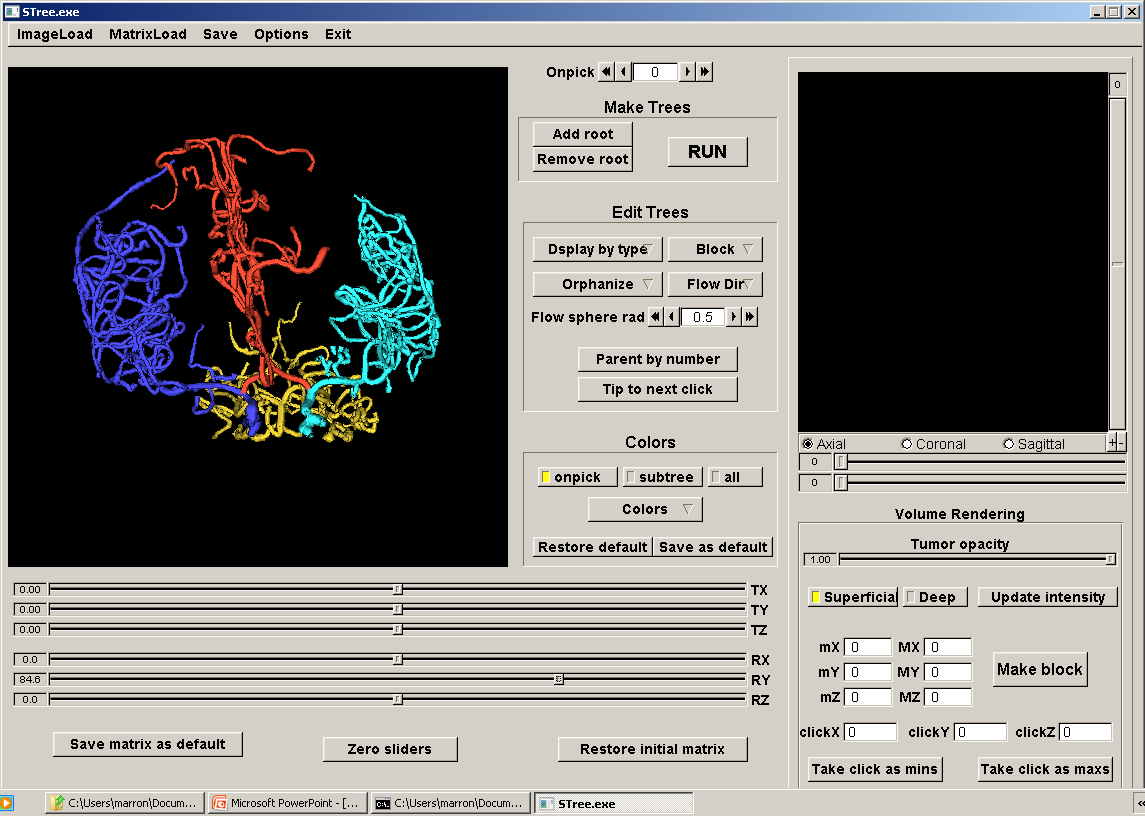 STree.exe
ImageLoad MatrixLoad Save Options Exit
Onpick 0
Make Trees
Add root
Remove root
RUN
Edit Trees
Dsplay by type Block
Orphanize Flow Dir
Flow sphere rad 0.5
Parent by number
Tip to next click
Colors
onpick subtree all
Colors
Restore default Save as default
0.00 TX
0.00 TY
0.00 TZ
0.0 RX
84.6 RY
0.0 RZ
Save matrix as default Zero sliders Restore initial matrix
0
Axial Coronal Sagittal +-
0
0
Volume Rendering
Tumor opacity
1.00
Superficial Deep Update intensity
mX 0 MX 0
mY 0 MY 0
mZ 0 MZ 0
Make block
clickX 0 clickY 0 clickZ 0
Take click as mins Take click as maxs
C:\Users\marron\Docum... Microsoft PowerPoint - [... C:\Users\marron\Docum... STree.exe «